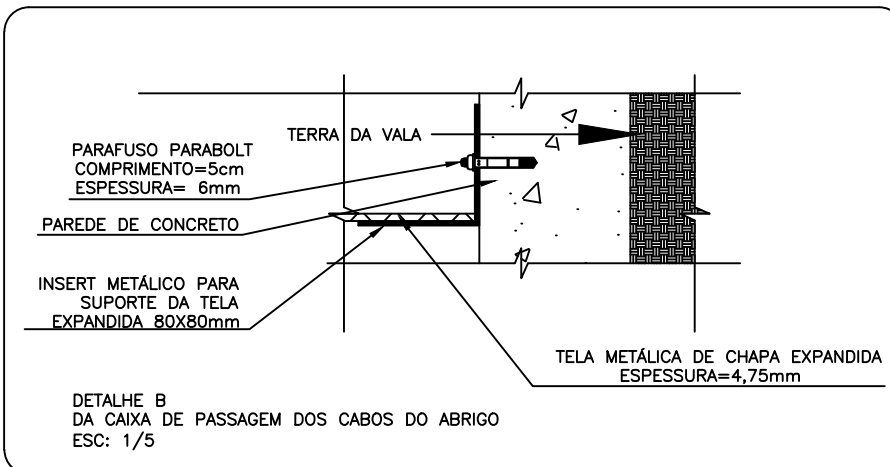 TERRA DA VALA
PARAFUSO PARABOLT
COMPRIMENTO=5cm
ESPESSURA= 6mm
PAREDE DE CONCRETO
INSERT METÁLICO PARA
SUPORTE DA TELA
EXPANDIDA 80X80mm
TELA METÁLICA DE CHAPA EXPANDIDA
ESPESSURA=4,75mm
DETALHE B
DA CAIXA DE PASSAGEM DOS CABOS DO ABRIGO
ESC: 1/5